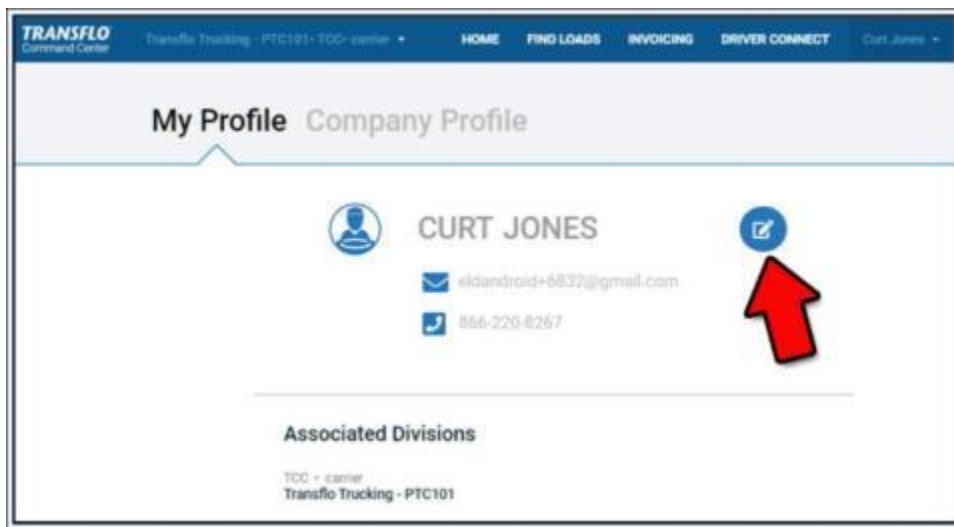 TRANSFLO
Command Center
Transflo Trucking - PTC101- TCC- carrier
HOME
FIND LOADS
INVOICING
DRIVER CONNECT
Curt Jones
My Profile
Company Profile
CURT JONES
eldandroid+6832@gmail.com
866-220-8267
Associated Divisions
TCC - carrier
Transflo Trucking - PTC101